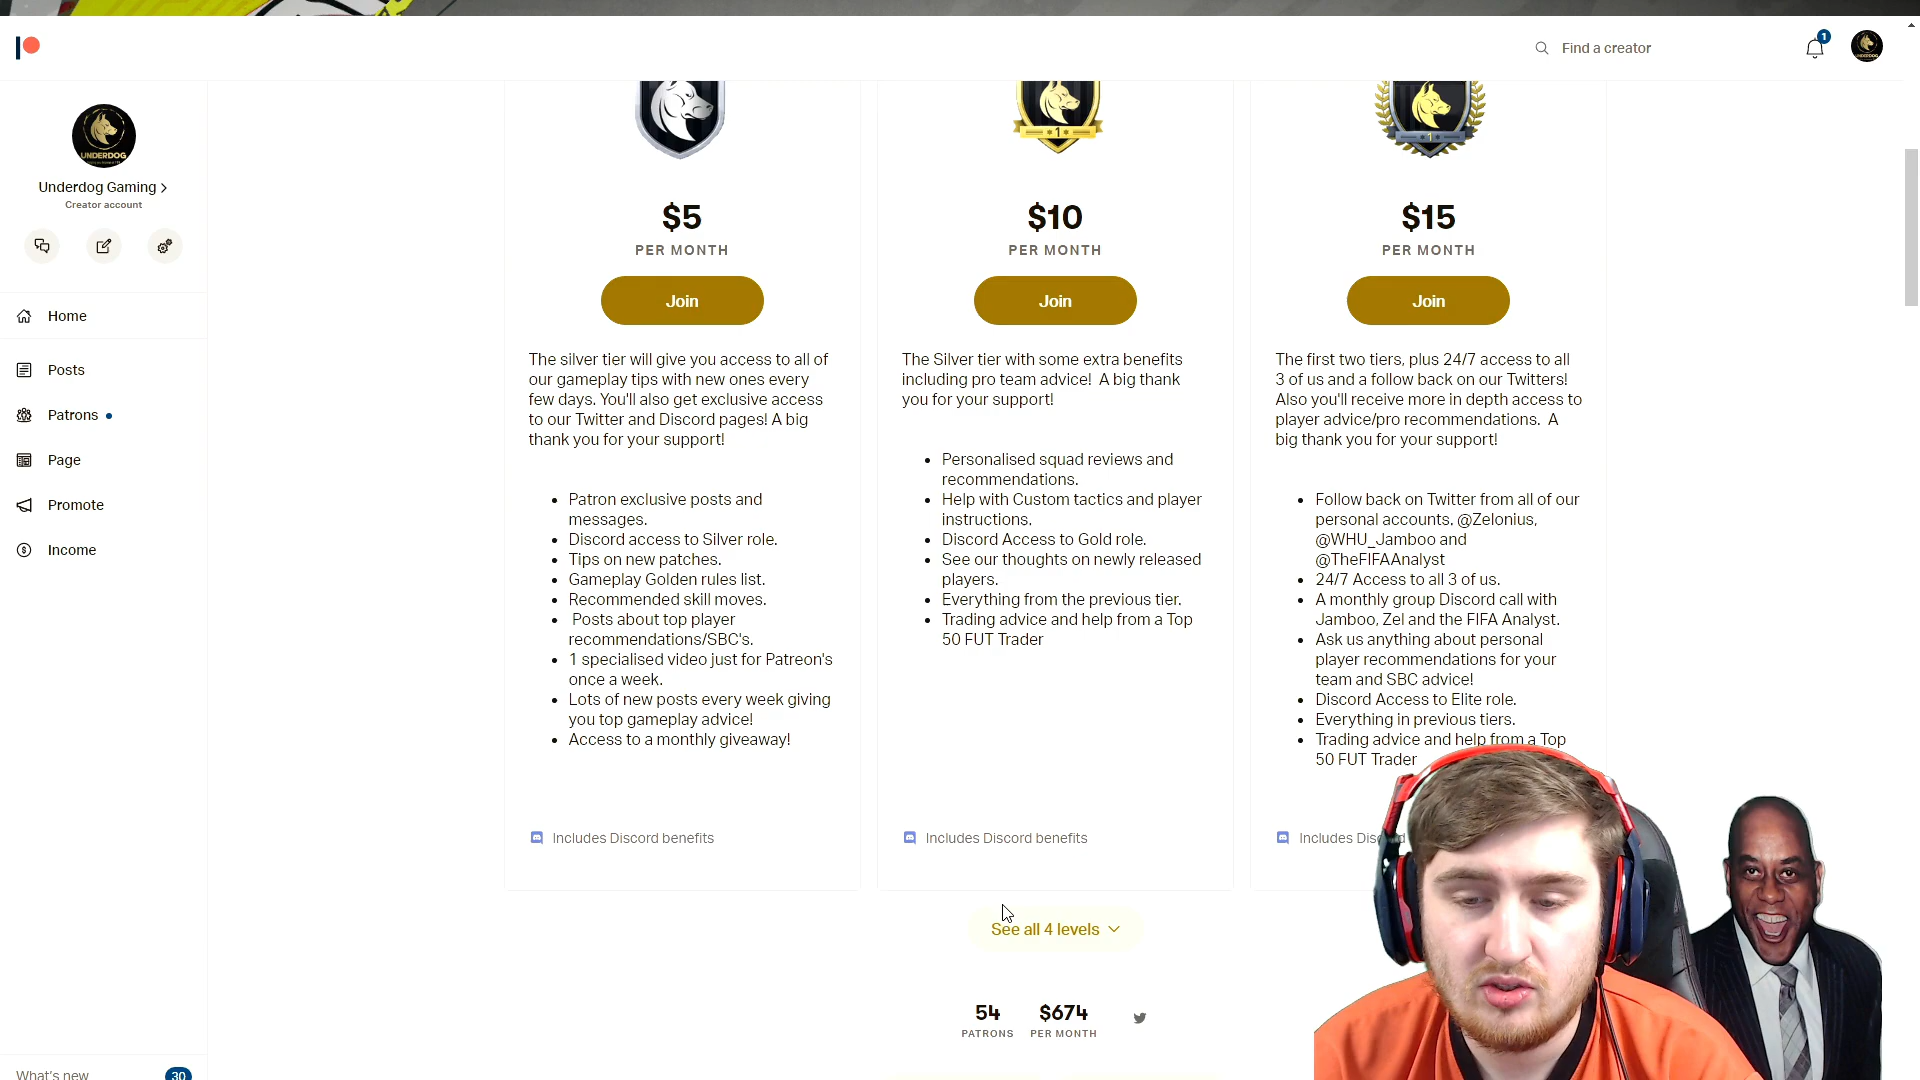 Find a creator
1
UNDERDOG
Underdog Gaming
Creator account
Home
Posts
Patrons
Page
Promote
Income
What's new
30
$5
PER MONTH
Join
The silver tier will give you access to all of
our gameplay tips with new ones every
few days. You'll also get exclusive access
to our Twitter and Discord pages! A big
thank you for your support!
Patron exclusive posts and
messages.
Discord access to Silver role.
Tips on new patches.
Gameplay Golden rules list.
Recommended skill moves.
Posts about top player
recommendations/SBC's.
1 specialised video just for Patreon's
once a week.
Lots of new posts every week giving
you top gameplay advice!
Access to a monthly giveaway!
Includes Discord benefits
1
$10
PER MONTH
Join
The Silver tier with some extra benefits
including pro team advice! A big thank
you for your support!
Personalised squad reviews and
recommendations.
Help with Custom tactics and player
instructions.
Discord Access to Gold role.
See our thoughts on newly released
players.
Everything from the previous tier.
Trading advice and help from a Top
50 FUT Trader
Includes Discord benefits
1
$15
PER MONTH
Join
The first two tiers, plus 24/7 access to all
3 of us and a follow back on our Twitters!
Also you'll receive more in depth access to
player advice/pro recommendations. A
big thank you for your support!
Follow back on Twitter from all of our
personal accounts. @Zelonius,
@WHU_Jamboo and
@TheFIFAAnalyst
24/7 Access to all 3 of us.
A monthly group Discord call with
Jamboo, Zel and the FIFA Analyst.
Ask us anything about personal
player recommendations for your
team and SBC advice!
Discord Access to Elite role.
Everything in previous tiers.
Trading advice and help from a Top
50 FUT Trader
Includes Discord
See all 4 levels
54
PATRONS
$674
PER MONTH